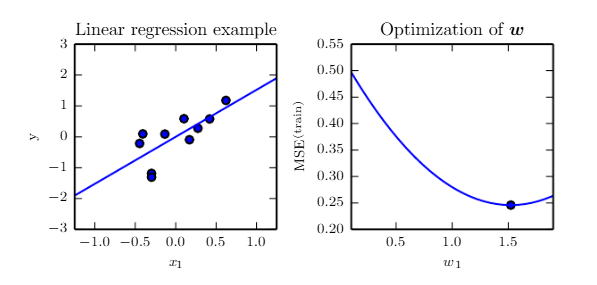 Linear regression example
3
2
1
0
−1
−2
−3
y
−1.0 −0.5 0.0 0.5 1.0
x1
Optimization of w
0.55
0.50
0.45
0.40
0.35
0.30
0.25
0.20
MSE(train)
0.5 1.0 1.5
w1